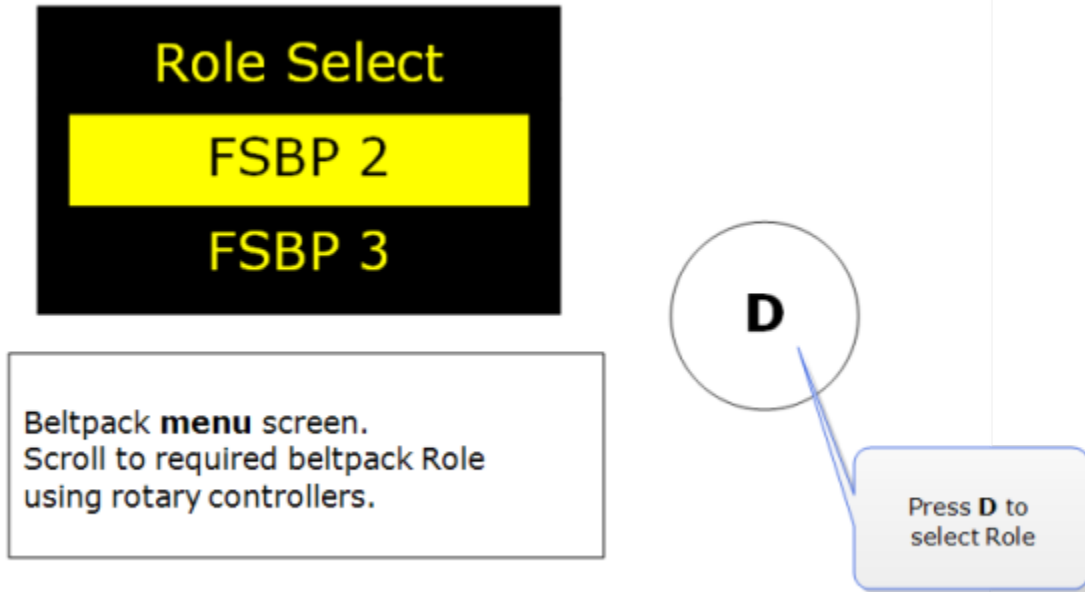 Role Select
FSBP 2
FSBP 3
D
Beltpack menu screen.
Scroll to required beltpack Role
using rotary controllers.
Press D to
select Role